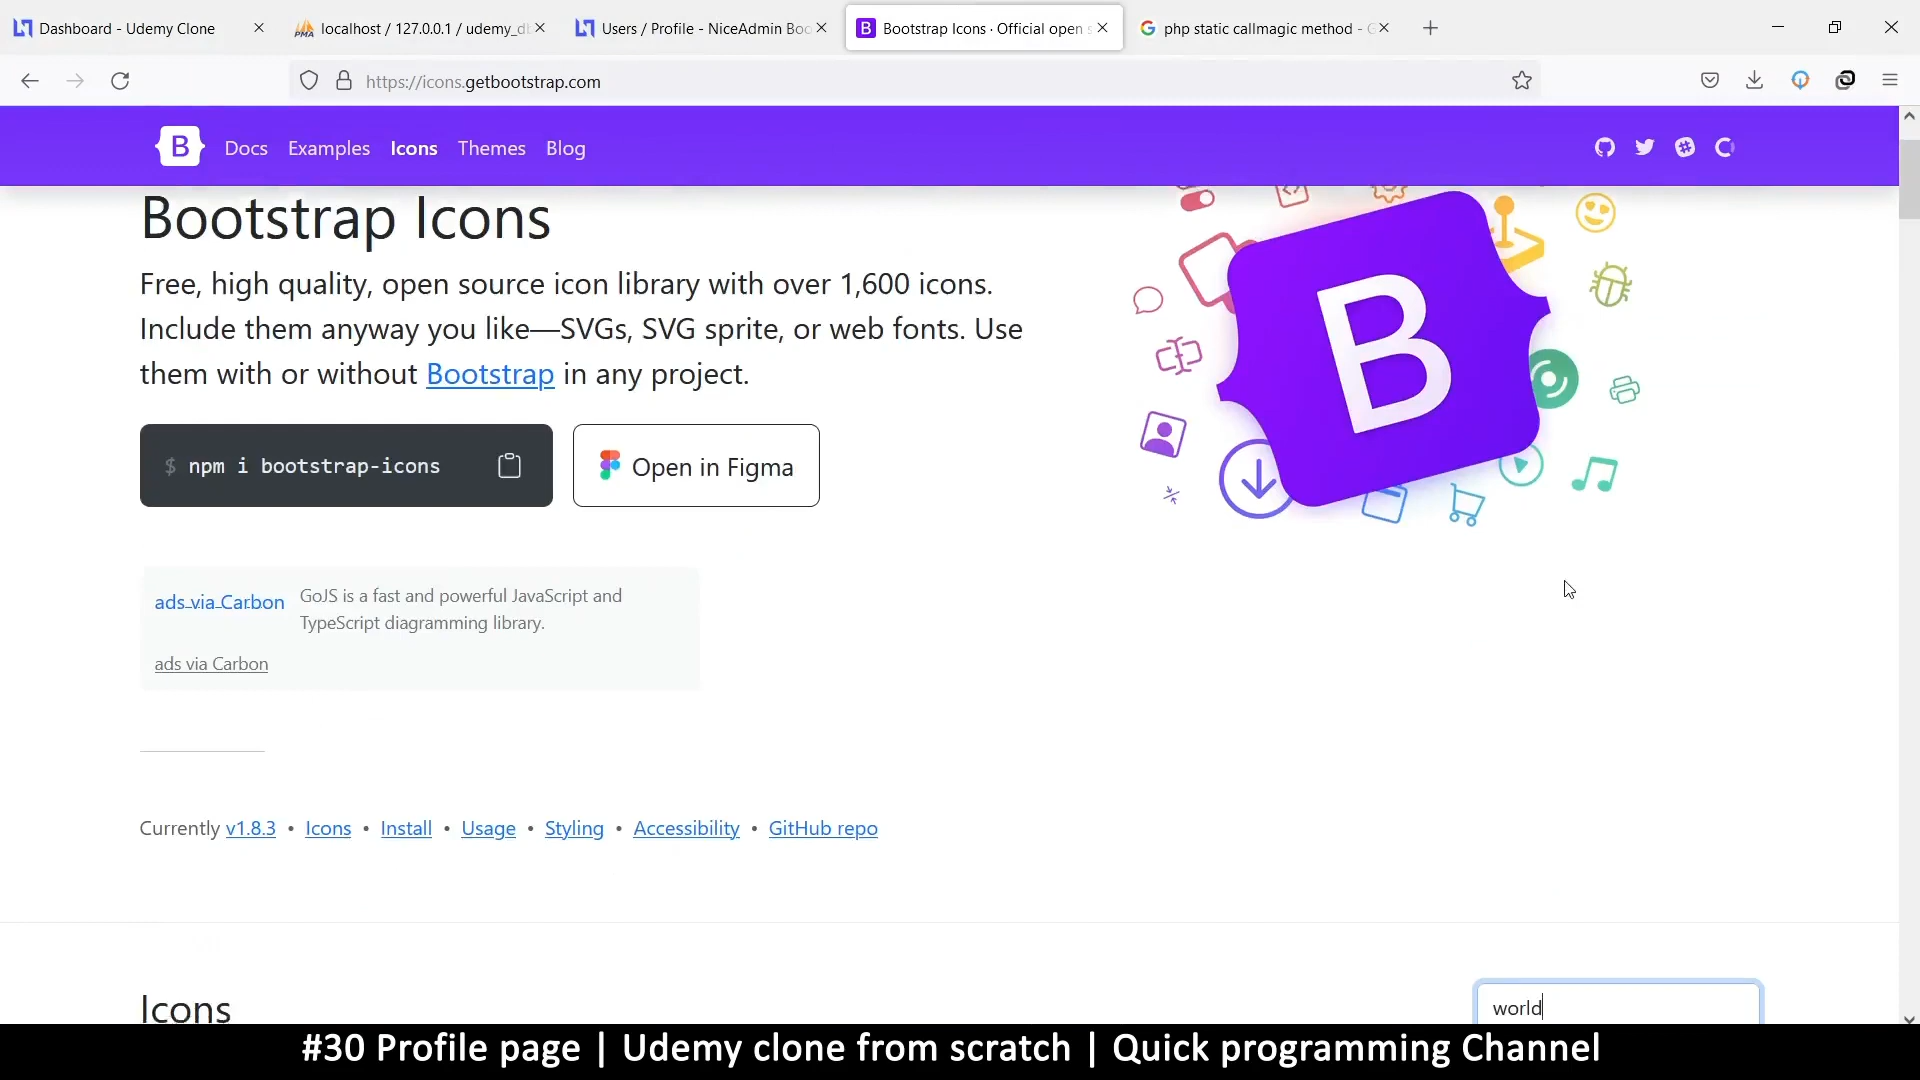 Dashboard - Udemy Clone
localhost / 127.0.0.1 / udemy_d
Users / Profile - NiceAdmin Boo
Bootstrap Icons · Official open
php static callmagic method - G
https://icons.getbootstrap.com
B
Docs
Examples
Icons
Themes
Blog
Bootstrap Icons
Free, high quality, open source icon library with over 1,600 icons.
Include them anyway you like—SVGs, SVG sprite, or web fonts. Use
them with or without Bootstrap in any project.
B
$ npm i bootstrap-icons
Open in Figma
ads via Carbon
GoJS is a fast and powerful JavaScript and
TypeScript diagramming library.
ads via Carbon
Currently v1.8.3 • Icons • Install • Usage • Styling • Accessibility • GitHub repo
Icons
world
#30 Profile page | Udemy clone from scratch | Quick programming Channel